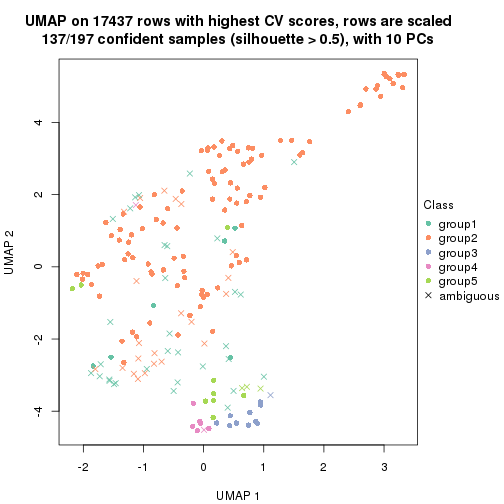 UMAP on 17437 rows with highest CV scores, rows are scaled
137/197 confident samples (silhouette > 0.5), with 10 PCs
4
2
0
-2
-4
UMAP 2
-2
-1
0
1
2
3
UMAP 1
Class
group1
group2
group3
group4
group5
ambiguous